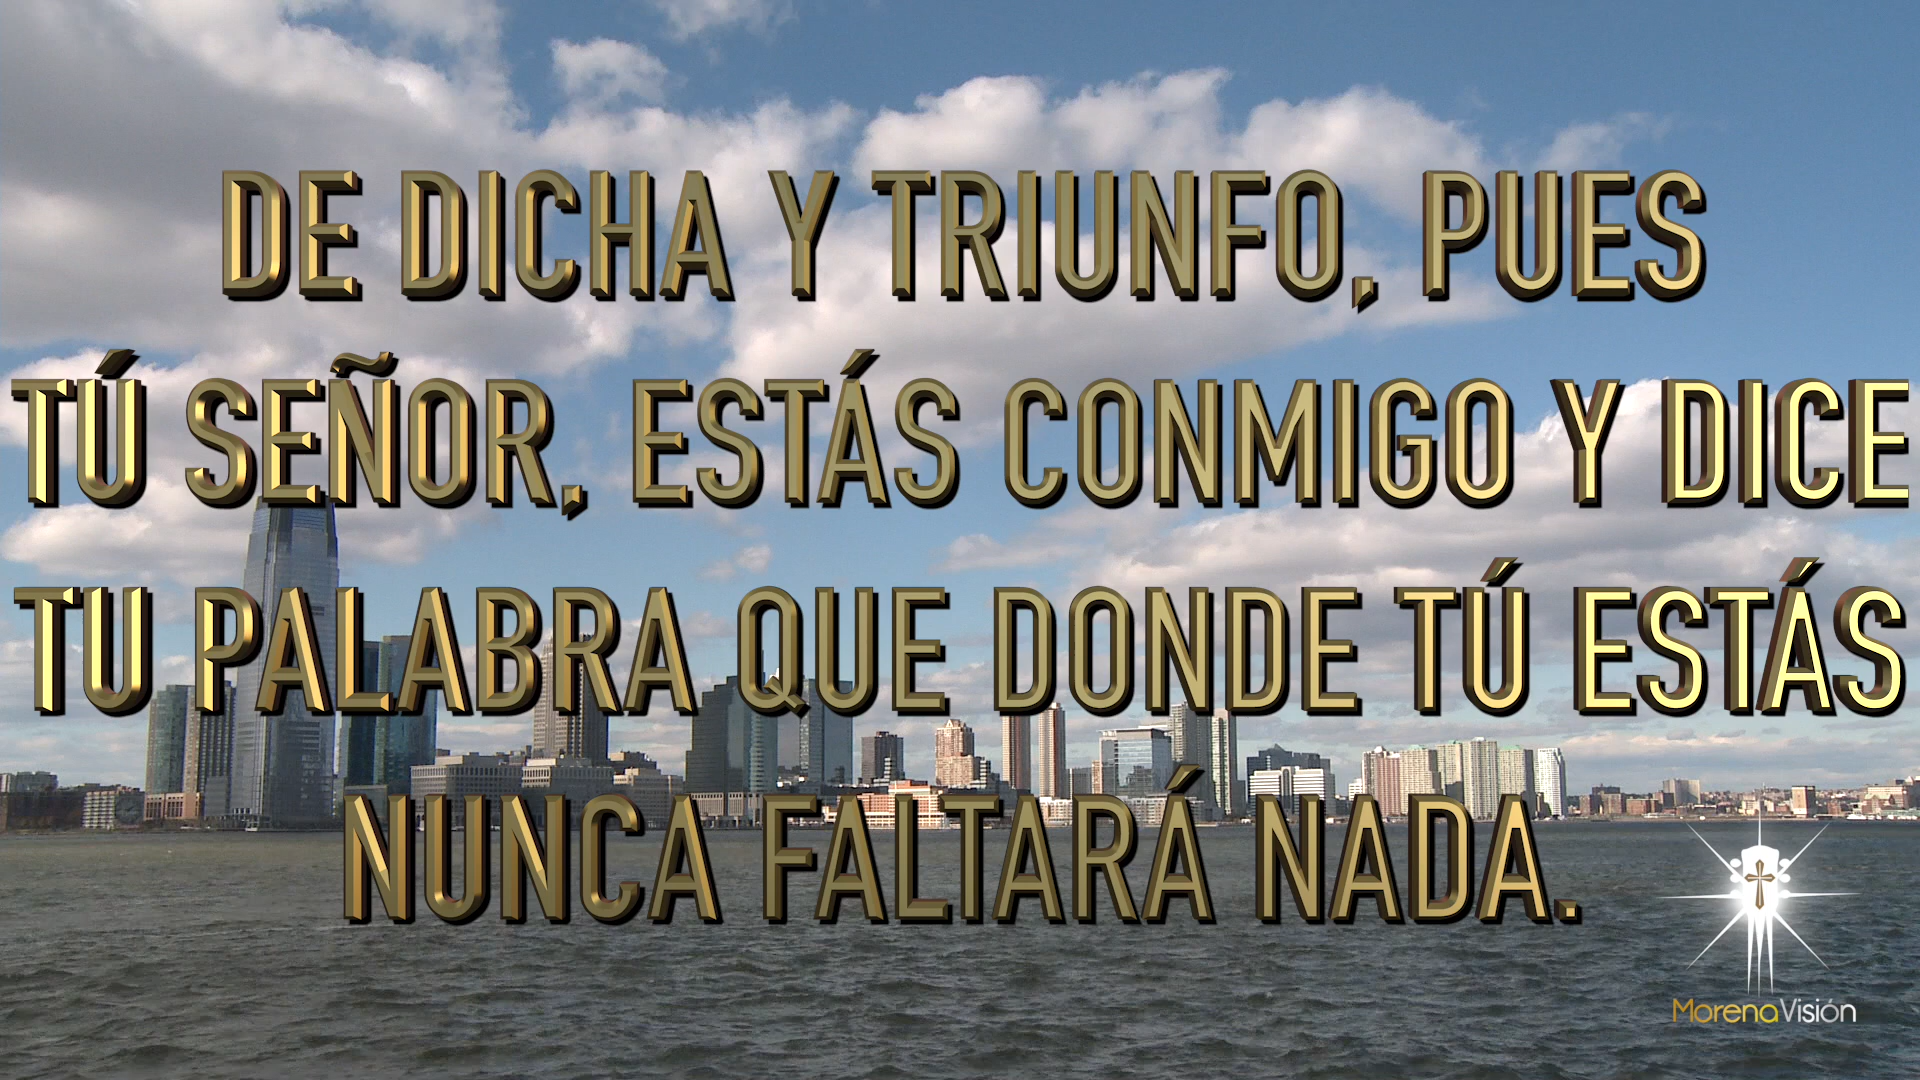 DE DICHA Y TRIUNFO, PUES
TÚ SEÑOR, ESTÁS CONMIGO Y DICE
TU PALABRA QUE DONDE TÚ ESTÁS
NUNCA FALTARÁ NADA.
MorenaVisión